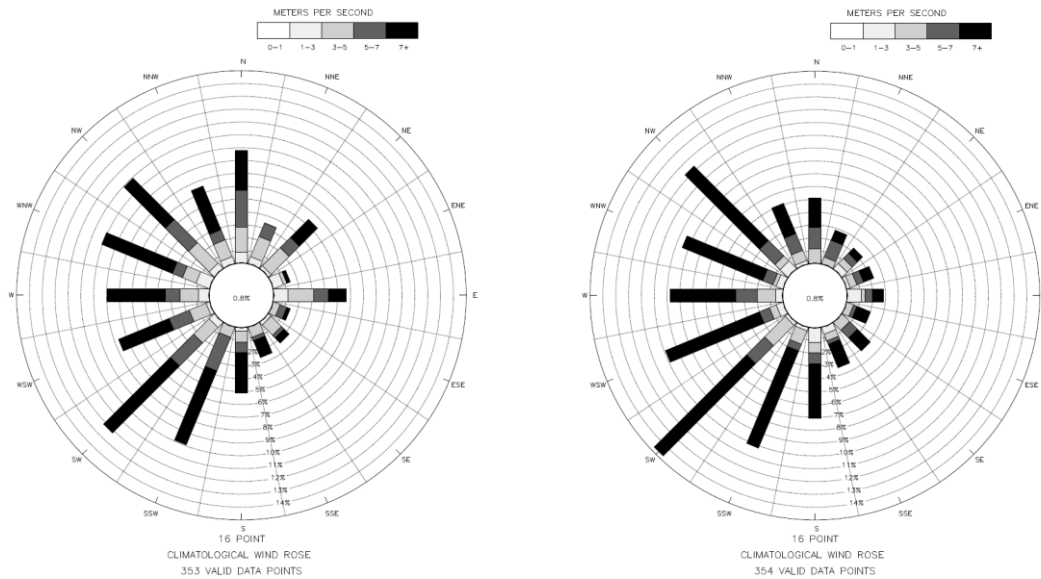 METERS PER SECOND
0-1 1-3 3-5 5-7 7+
N
NNW NNE
NW NE
WNW ENE
W 0.8% E
3%
4%
WSW ESE
5%
6%
7%
8%
9%
SW SE
10%
11%
12%
13%
14%
SSW SSE
S
16 POINT
CLIMATOLOGICAL WIND ROSE
353 VALID DATA POINTS
METERS PER SECOND
0-1 1-3 3-5 5-7 7+
N
NNW NNE
NW NE
WNW ENE
W 0.8% E
4%
WSW ESE
5%
6%
7%
8%
9%
SW SE
10%
11%
12%
13%
14%
SSW SSE
S
16 POINT
CLIMATOLOGICAL WIND ROSE
354 VALID DATA POINTS